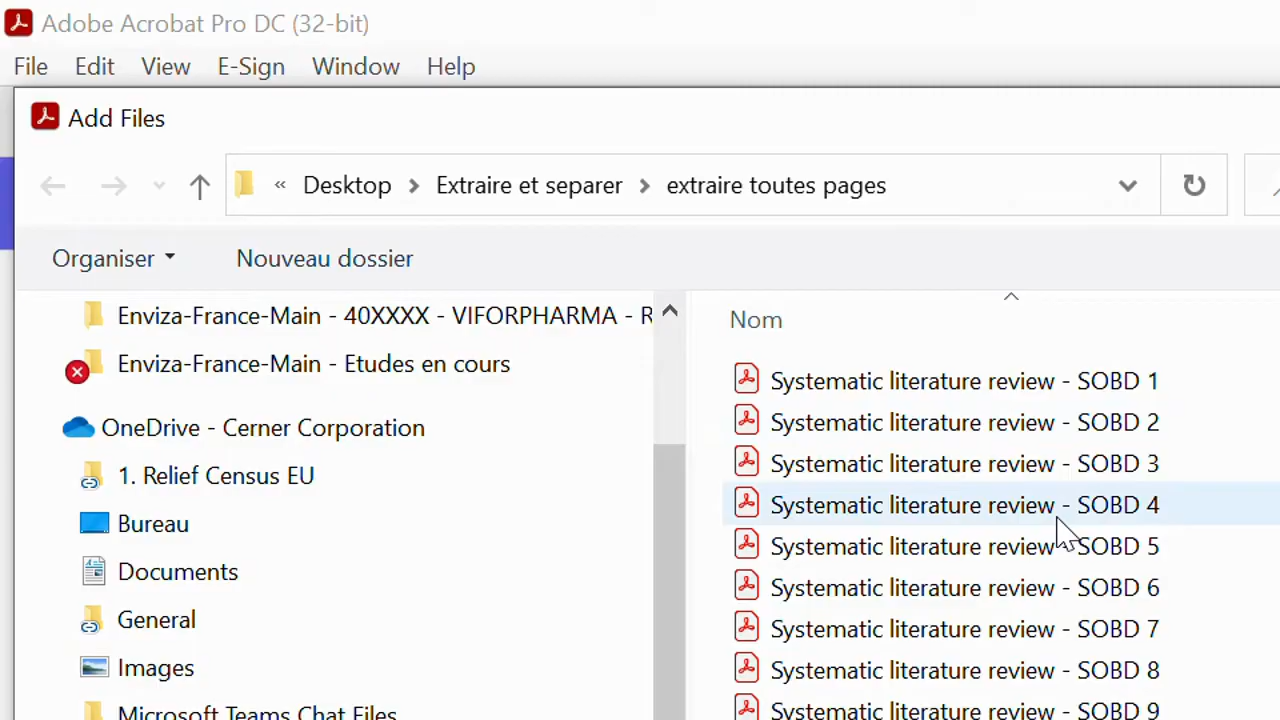 Adobe Acrobat Pro DC (32-bit)
File Edit View E-Sign Window Help
Add Files
« Desktop Extraire et separer extraire toutes pages
Organiser Nouveau dossier
Enviza-France-Main - 40XXXX - VIFORPHARMA - R
Enviza-France-Main - Etudes en cours
OneDrive - Cerner Corporation
1. Relief Census EU
Bureau
Documents
General
Images
Microsoft Teams Chat Files
Nom
Systematic literature review - SOBD 1
Systematic literature review - SOBD 2
Systematic literature review - SOBD 3
Systematic literature review - SOBD 4
Systematic literature review - SOBD 5
Systematic literature review - SOBD 6
Systematic literature review - SOBD 7
Systematic literature review - SOBD 8
Systematic literature review - SOBD 9